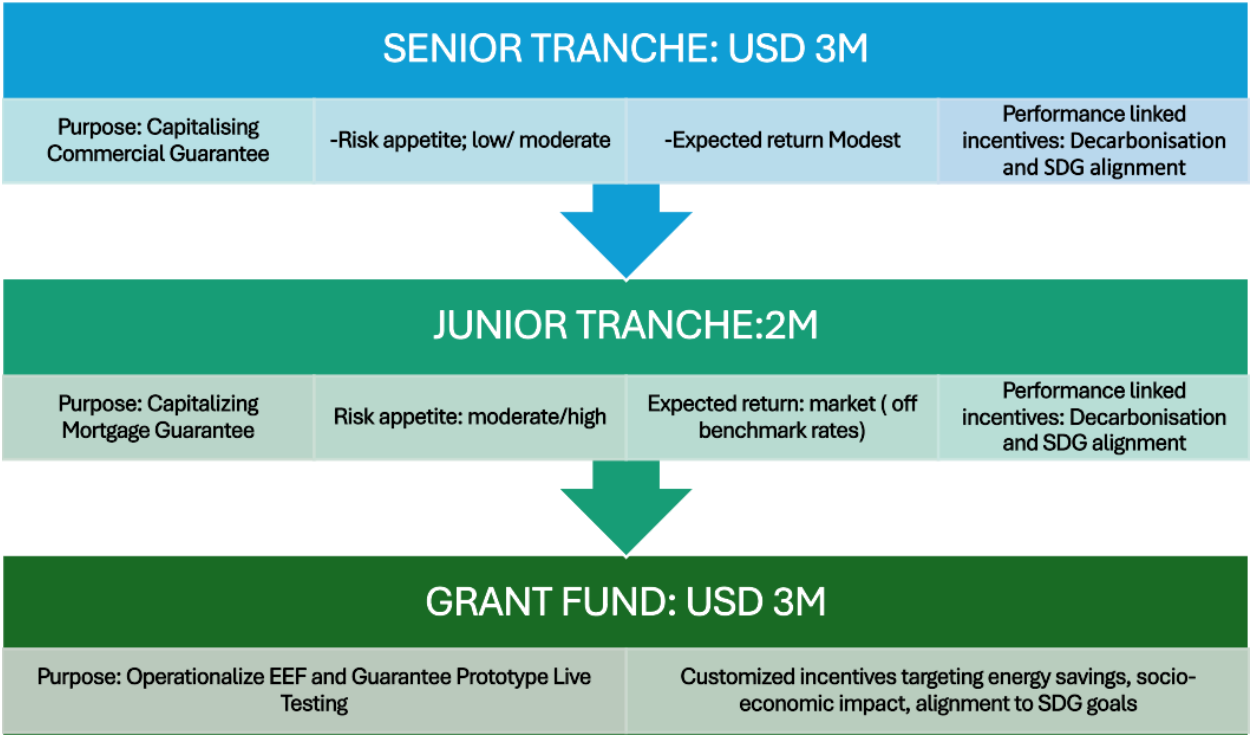 SENIOR TRANCHE: USD 3M
Purpose: Capitalising
Commercial Guarantee
-Risk appetite; low/ moderate
-Expected return Modest
Performance linked
incentives: Decarbonisation
and SDG alignment
JUNIOR TRANCHE:2M
Purpose: Capitalizing
Mortgage Guarantee
Risk appetite: moderate/high
Expected return: market ( off
benchmark rates)
Performance linked
incentives: Decarbonisation
and SDG alignment
GRANT FUND: USD 3M
Purpose: Operationalize EEF and Guarantee Prototype Live
Testing
Customized incentives targeting energy savings, socio-
economic impact, alignment to SDG goals